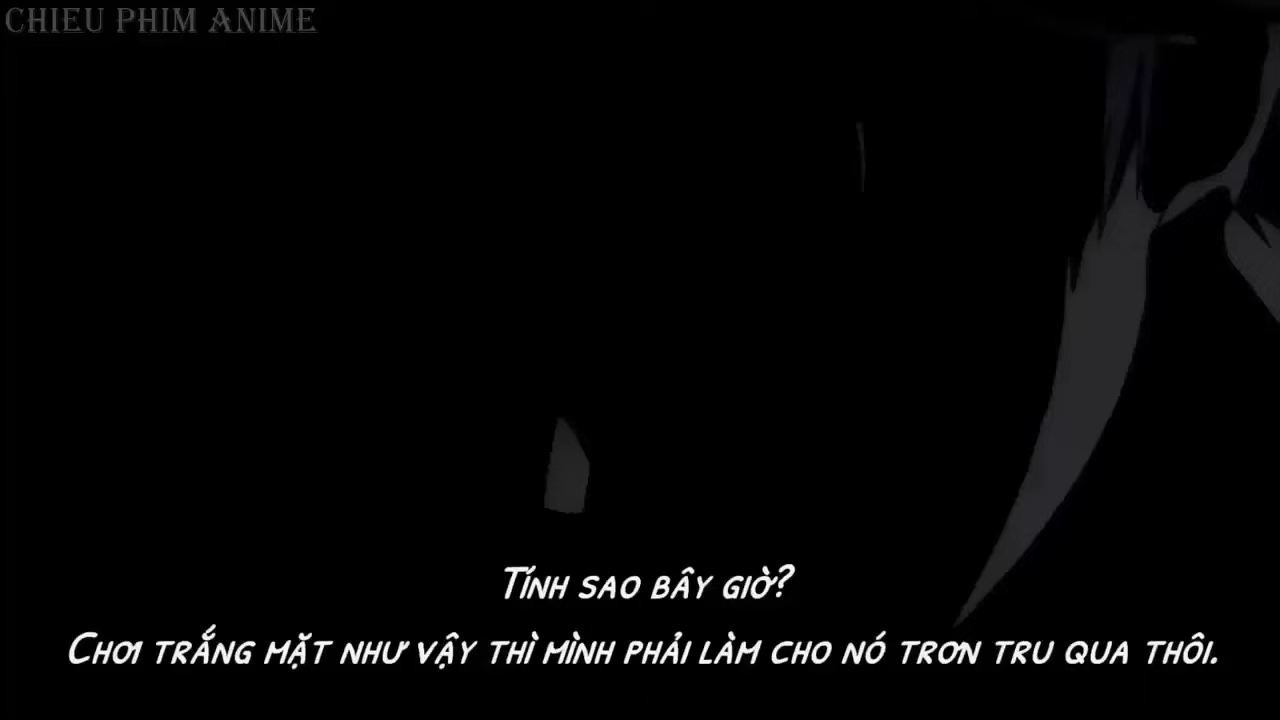 CHIEU PHIM ANIME
TÍNH SAO BÂY GIỜ?
CHƠI TRẮNG MẶT NHƯ VẬY THÌ MÌNH PHẢI LÀM CHO NÓ TRƠN TRU QUA THÔI.